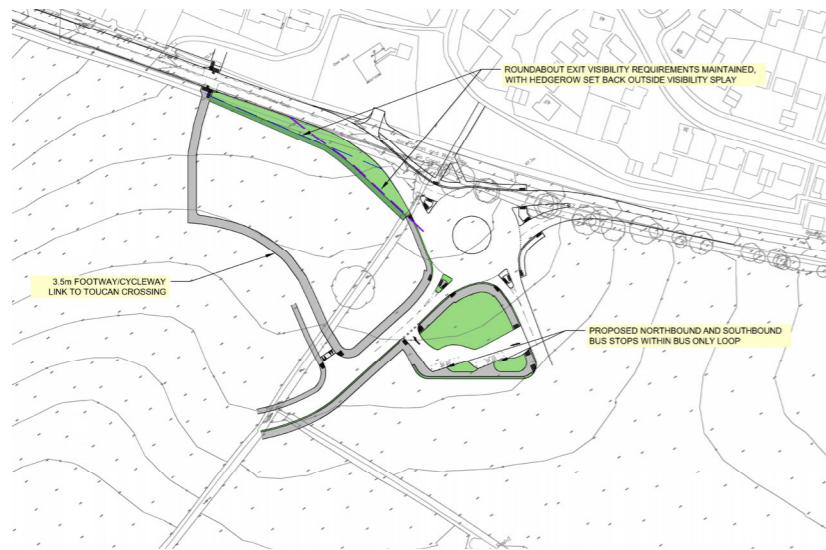 ROUNDABOUT EXIT VISIBILITY REQUIREMENTS MAINTAINED,
WITH HEDGEROW SET BACK OUTSIDE VISIBILITY SPLAY
3.5m FOOTWAY/CYCLEWAY
LINK TO TOUCAN CROSSING
PROPOSED NORTHBOUND AND SOUTHBOUND
BUS STOPS WITHIN BUS ONLY LOOP